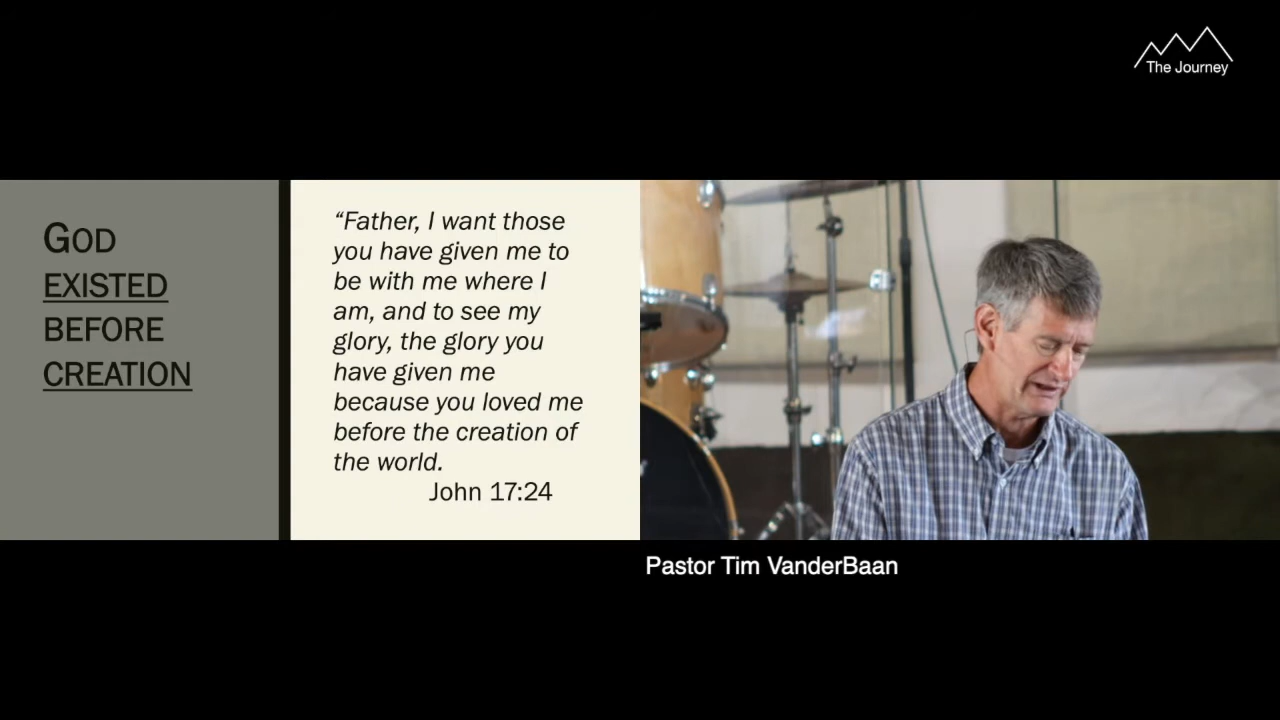 The Journey
GOD
EXISTED
BEFORE
CREATION
“Father, I want those
you have given me to
be with me where I
am, and to see my
glory, the glory you
have given me
because you loved me
before the creation of
the world.
John 17:24
Pastor Tim VanderBaan